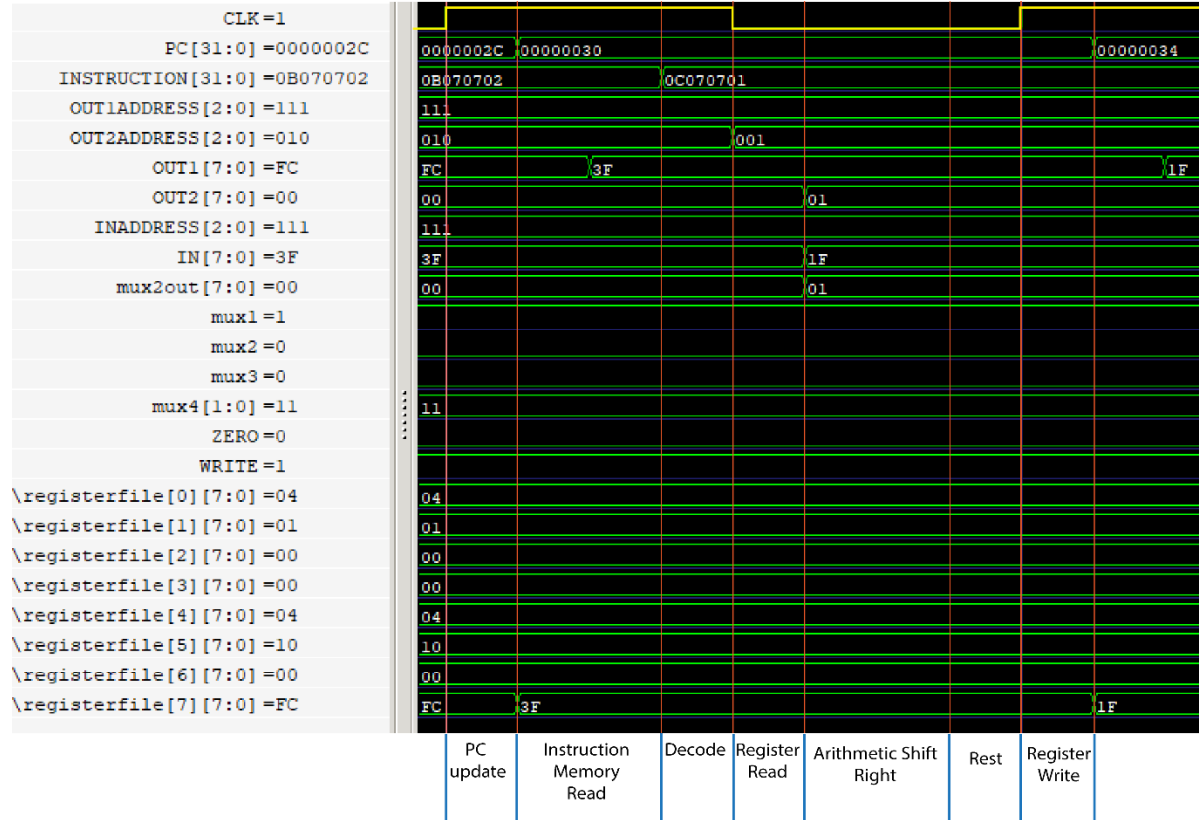 CLK=1
PC[31:0]=0000002C 0000002C 00000030 00000034
INSTRUCTION[31:0]=0B070702 0B070702 0C070701
OUT1ADDRESS[2:0]=111 111
OUT2ADDRESS[2:0]=010 010 001
OUT1[7:0]=FC FC 3F 1F
OUT2[7:0]=00 00 01
INADDRESS[2:0]=111 111
IN[7:0]=3F 3F 1F
mux2out[7:0]=00 00 01
mux1=1
mux2=0
mux3=0
mux4[1:0]=11 11
ZERO=0
WRITE=1
\registerfile[0][7:0]=04 04
\registerfile[1][7:0]=01 01
\registerfile[2][7:0]=00 00
\registerfile[3][7:0]=00 00
\registerfile[4][7:0]=04 04
\registerfile[5][7:0]=10 10
\registerfile[6][7:0]=00 00
\registerfile[7][7:0]=FC FC 3F 1F
PC
update
Instruction
Memory
Read
Decode
Register
Read
Arithmetic Shift
Right
Rest
Register
Write